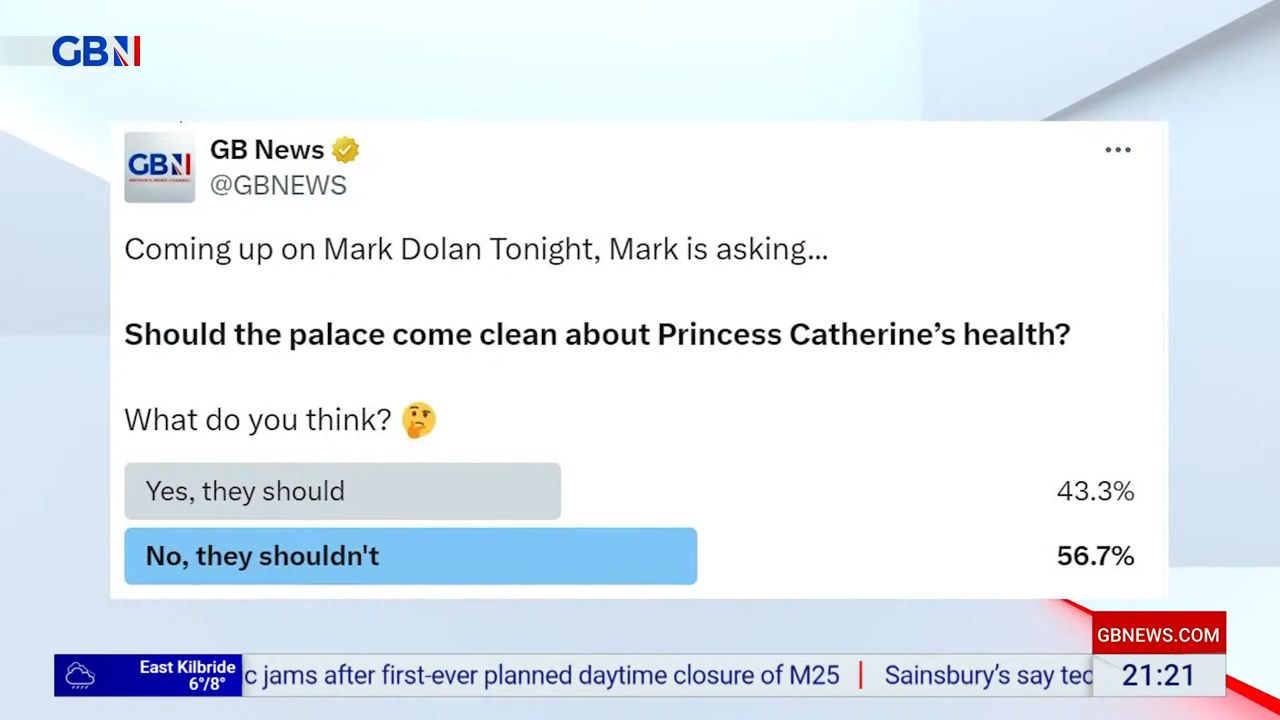 GBN
GBN
GB News
@GBNEWS
Coming up on Mark Dolan Tonight, Mark is asking...
Should the palace come clean about Princess Catherine’s health?
What do you think? 🤔
Yes, they should 43.3%
No, they shouldn't 56.7%
GBNEWS.COM
East Kilbride
6°/8°
c jams after first-ever planned daytime closure of M25 | Sainsbury’s say tec
21:21